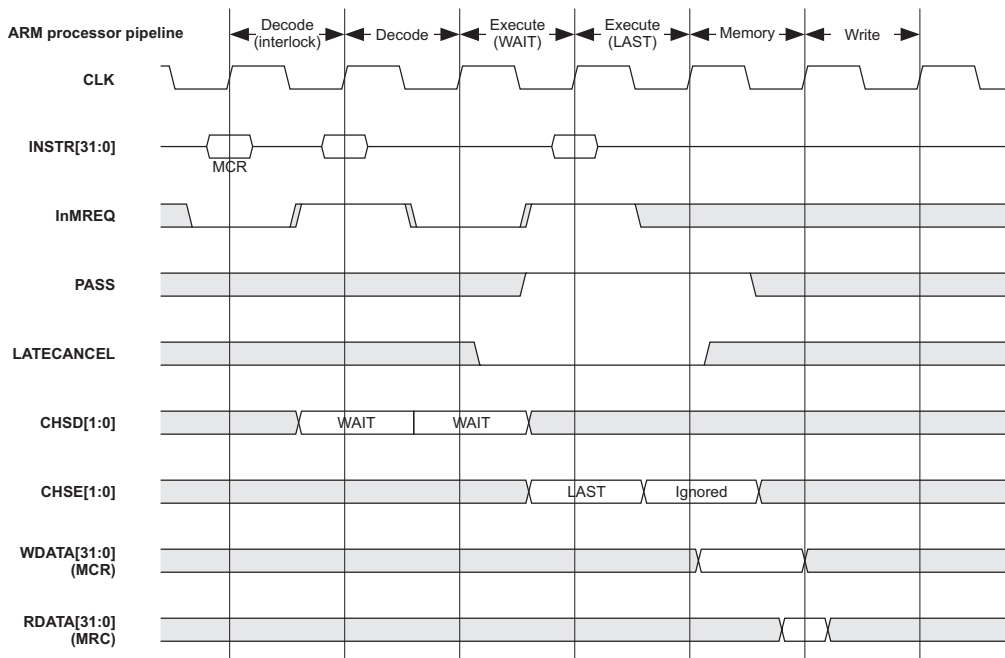 ARM processor pipeline
Decode
(interlock)
Decode
Execute
(WAIT)
Execute
(LAST)
Memory
Write
CLK
INSTR[31:0]
MCR
InMREQ
PASS
LATECANCEL
CHSD[1:0]
WAIT
WAIT
CHSE[1:0]
LAST
Ignored
WDATA[31:0]
(MCR)
RDATA[31:0]
(MRC)